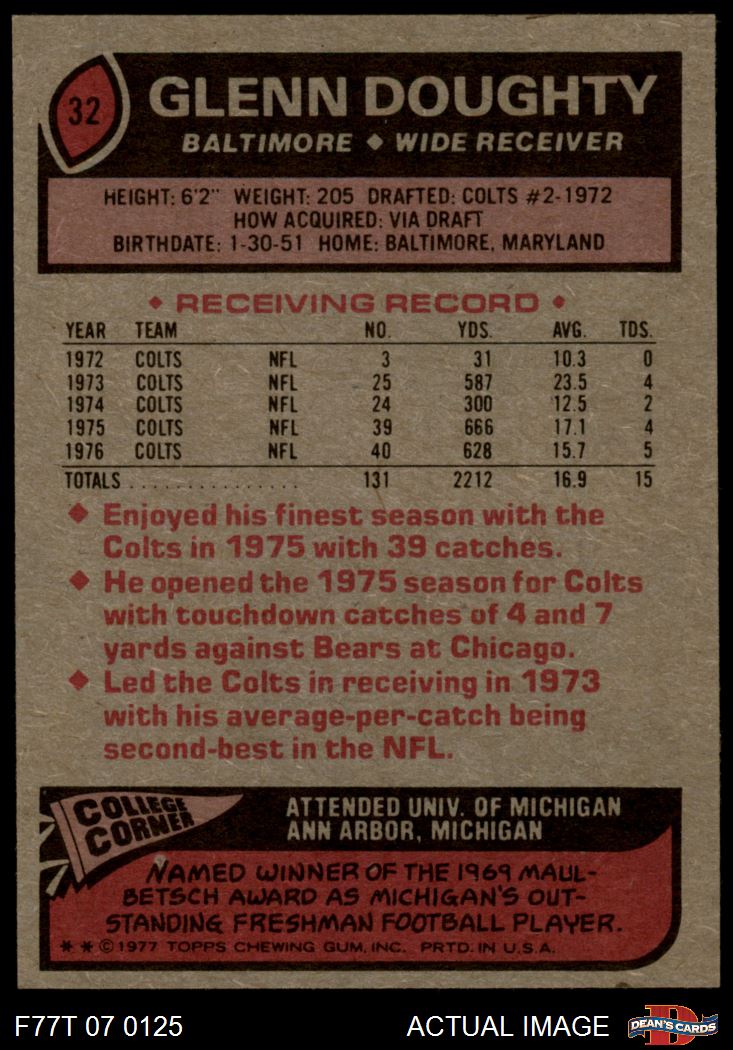 32
GLENN DOUGHTY
BALTIMORE ◆ WIDE RECEIVER
HEIGHT: 6'2" WEIGHT: 205 DRAFTED: COLTS #2-1972
HOW ACQUIRED: VIA DRAFT
BIRTHDATE: 1-30-51 HOME: BALTIMORE, MARYLAND
◆ RECEIVING RECORD ◆
YEAR TEAM NO. YDS. AVG. TDS.
1972 COLTS NFL 3 31 10.3 0
1973 COLTS NFL 25 587 23.5 4
1974 COLTS NFL 24 300 12.5 2
1975 COLTS NFL 39 666 17.1 4
1976 COLTS NFL 40 628 15.7 5
TOTALS . . . . . . . . . . . . . . . 131 2212 16.9 15
◆ Enjoyed his finest season with the
Colts in 1975 with 39 catches.
◆ He opened the 1975 season for Colts
with touchdown catches of 4 and 7
yards against Bears at Chicago.
◆ Led the Colts in receiving in 1973
with his average-per-catch being
second-best in the NFL.
COLLEGE
CORNER
ATTENDED UNIV. OF MICHIGAN
ANN ARBOR, MICHIGAN
NAMED WINNER OF THE 1969 MAUL-
BETSCH AWARD AS MICHIGAN'S OUT-
STANDING FRESHMAN FOOTBALL PLAYER.
** © 1977 TOPPS CHEWING GUM, INC. PRTD. IN U.S.A.
F77T 07 0125 ACTUAL IMAGE D DEAN'S CARDS